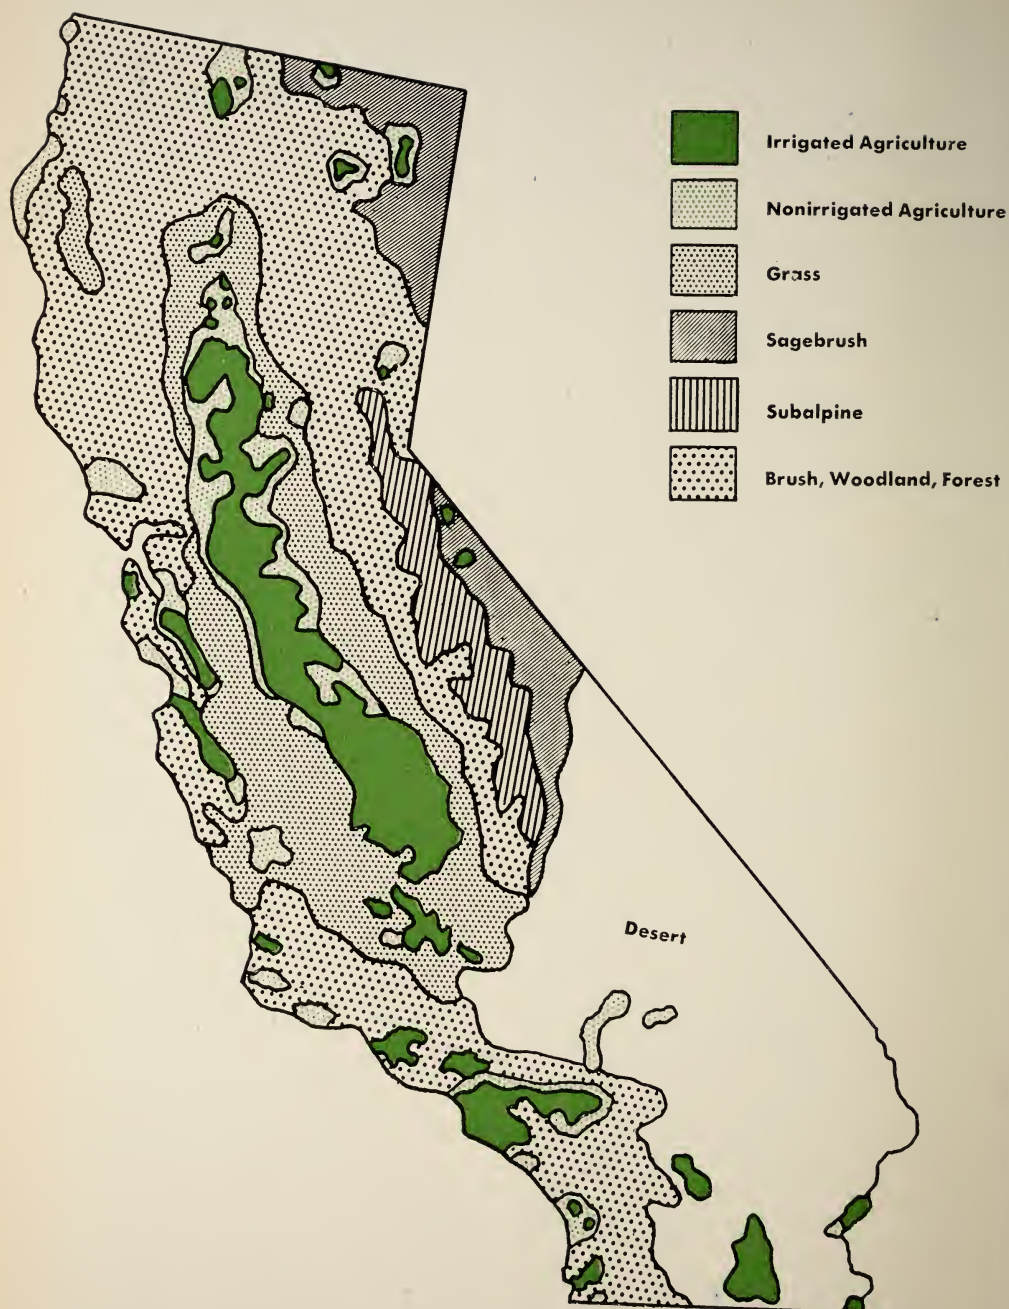 Irrigated Agriculture
Nonirrigated Agriculture
Grass
Sagebrush
Subalpine
Brush, Woodland, Forest
Desert